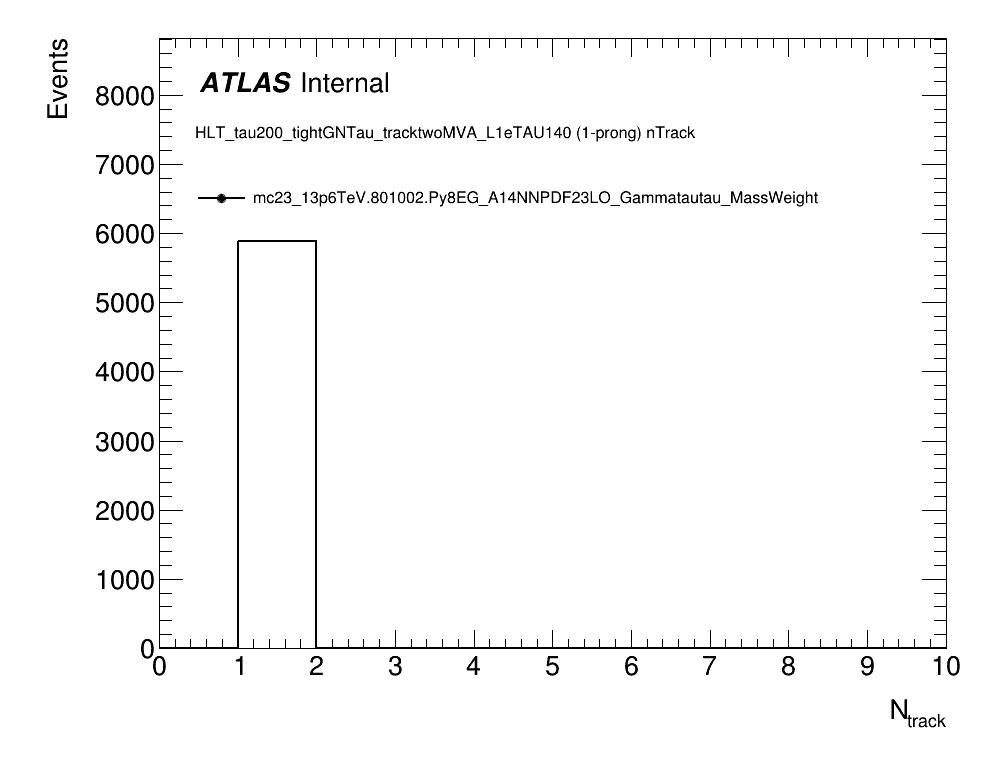 Events
8000
7000
6000
5000
4000
3000
2000
1000
0
ATLAS Internal
HLT_tau200_tightGNTau_tracktwoMVA_L1eTAU140 (1-prong) nTrack
mc23_13p6TeV.801002.Py8EG_A14NNPDF23LO_Gammatautau_MassWeight
0 1 2 3 4 5 6 7 8 9 10
N_track